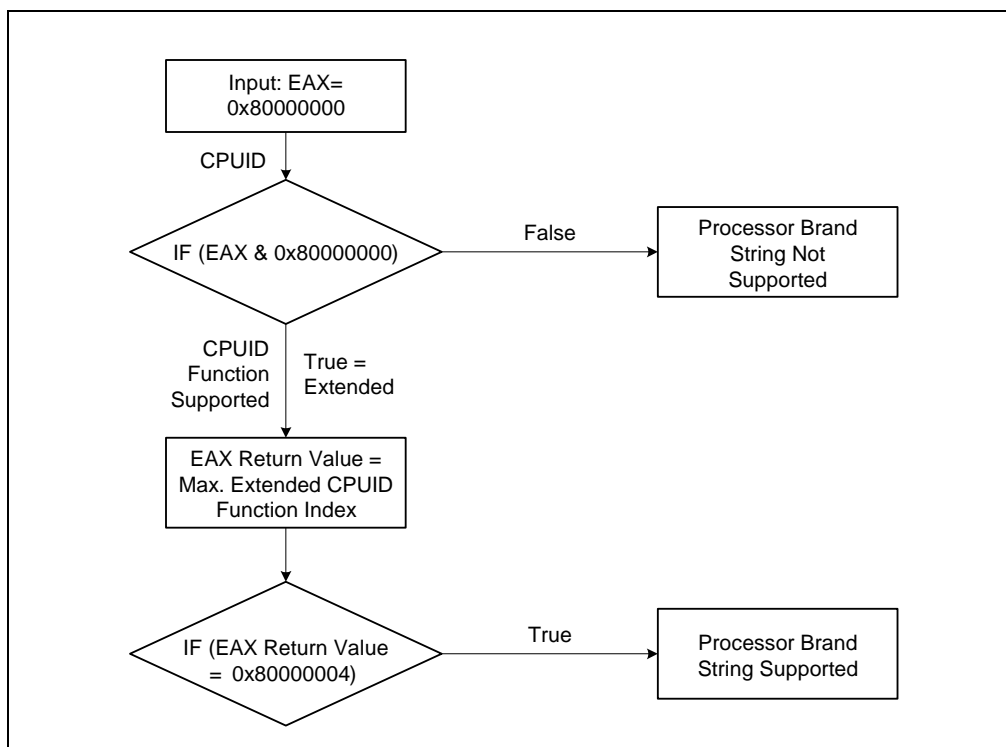 Input: EAX=
0x80000000
CPUID
IF (EAX & 0x80000000)
False
Processor Brand
String Not
Supported
CPUID
Function
Supported
True =
Extended
EAX Return Value =
Max. Extended CPUID
Function Index
IF (EAX Return Value
= 0x80000004)
True
Processor Brand
String Supported